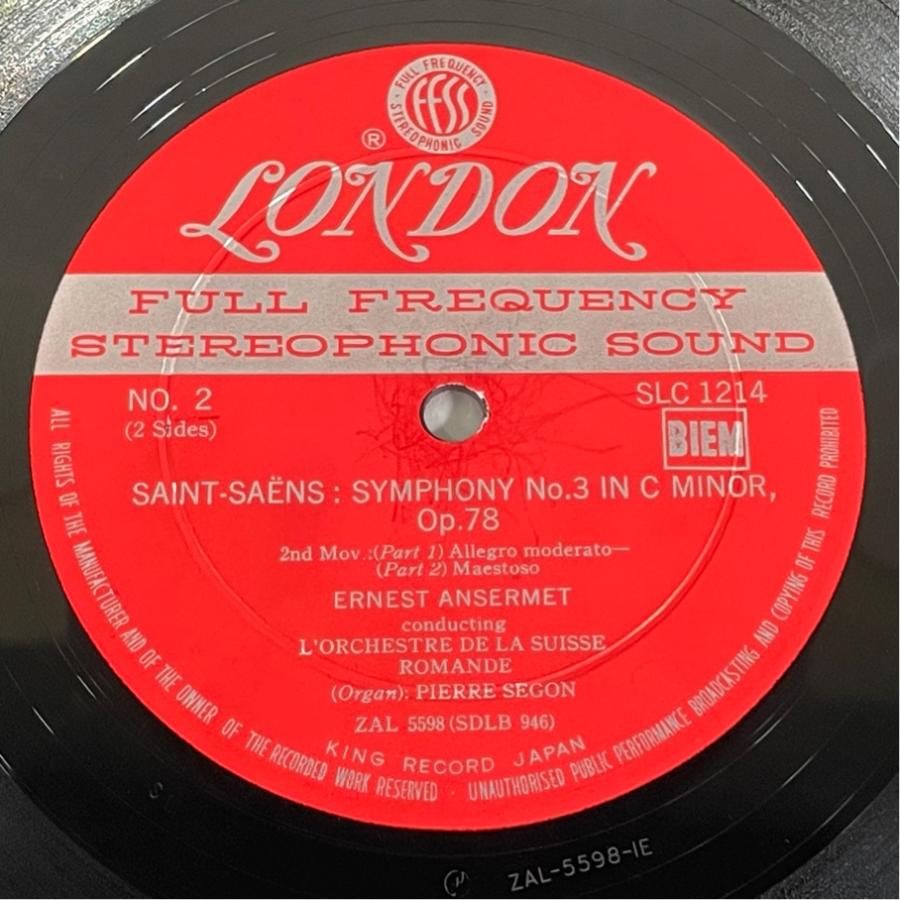 · FULL FREQUENCY · STEREOPHONIC SOUND
FFSS
®
LONDON
FULL FREQUENCY
STEREOPHONIC SOUND
NO. 2
(2 Sides)
SLC 1214
BIEM
SAINT-SAËNS : SYMPHONY No.3 IN C MINOR,
Op.78
2nd Mov.:(Part 1) Allegro moderato—
(Part 2) Maestoso
ERNEST ANSERMET
conducting
L'ORCHESTRE DE LA SUISSE
ROMANDE
(Organ): PIERRE SEGON
ZAL 5598 (SDLB 946)
KING RECORD JAPAN
ALL RIGHTS OF THE MANUFACTURER AND OF THE OWNER OF THE RECORDED WORK RESERVED · UNAUTHORISED PUBLIC PERFORMANCE BROADCASTING AND COPYING OF THIS RECORD PROHIBITED
ZAL-5598-1E